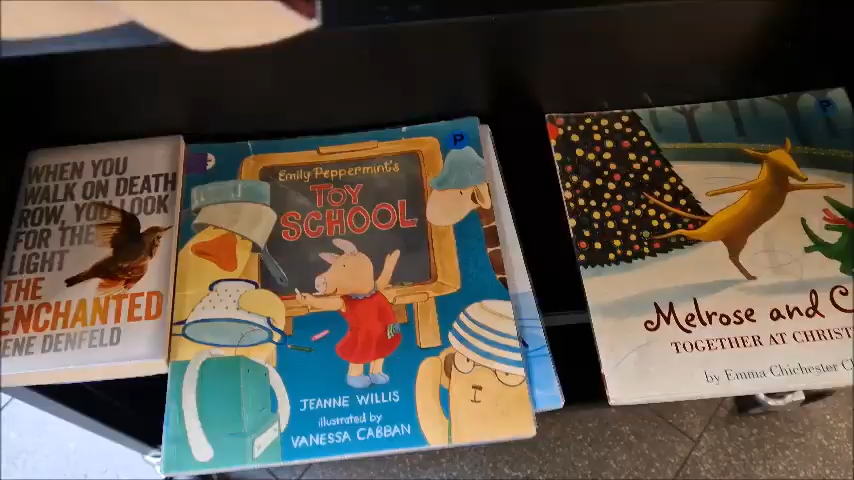 WHEN YOU
WALK ON DEATH
ROW, YOU LOOK
FOR THE
LIGHT
THE
ENCHANTED
ENE DENFELD
P
Emily Peppermint's
TOY
SCHOOL
JEANNE WILLIS
illustrated by
VANESSA CABBAN
P
Melrose and C
TOGETHER AT CHRIST
by Emma Chichester C